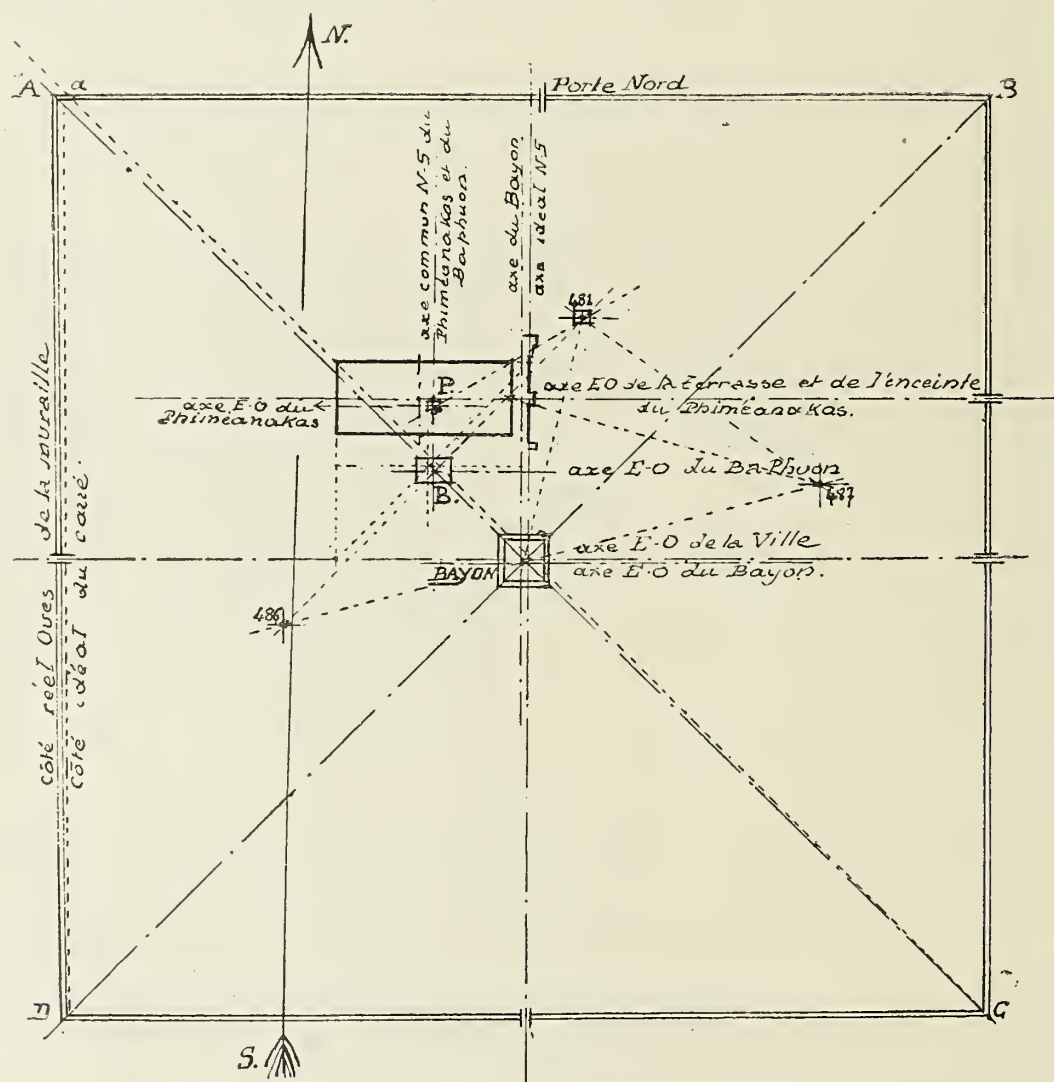 N.
A
a
Porte Nord
B
axe commun N-S du
Phiméanakas et du
Baphuon.
axe du Bayon.
axe idéal N-S
481
côté réel Oues de la muraille
côté idéal du carré.
P.
axe E-O de la terrasse et de l'enceinte
du Phiméanakas.
axe E-O du
Phiméanakas
axe E-O du Ba-Phuon
B.
487
axe E-O de la Ville
axe E-O du Bayon.
BAYON
486
D
C
S.